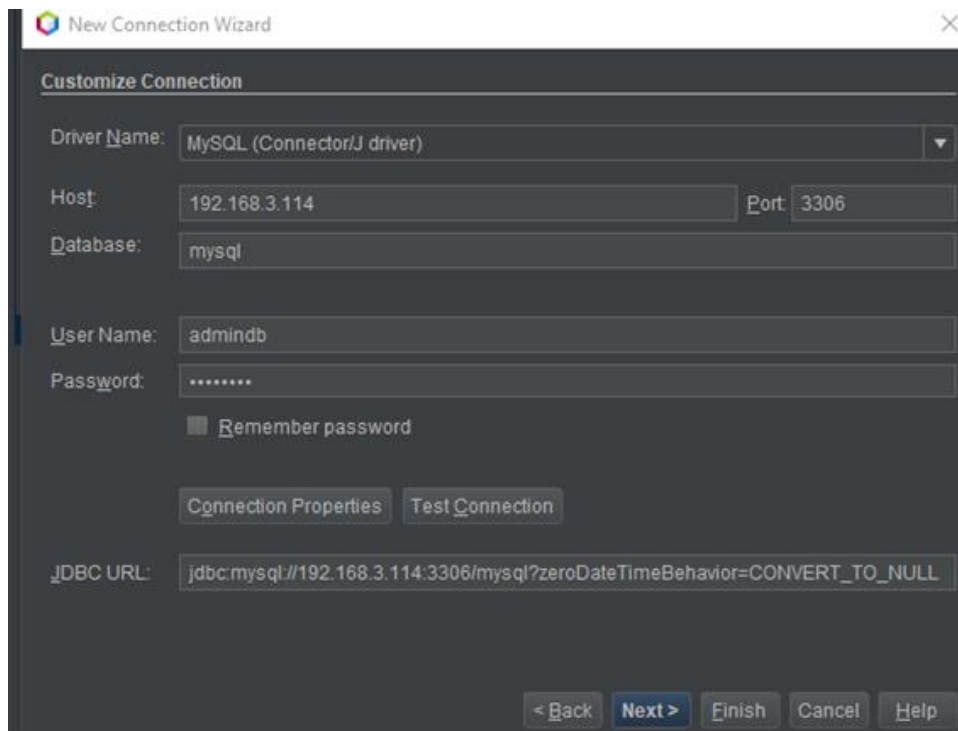 New Connection Wizard
Customize Connection
Driver Name: MySQL (Connector/J driver)
Host: 192.168.3.114 Port: 3306
Database: mysql
User Name: admindb
Password: ••••••••
Remember password
Connection Properties Test Connection
JDBC URL: jdbc:mysql://192.168.3.114:3306/mysql?zeroDateTimeBehavior=CONVERT_TO_NULL
< Back Next > Finish Cancel Help